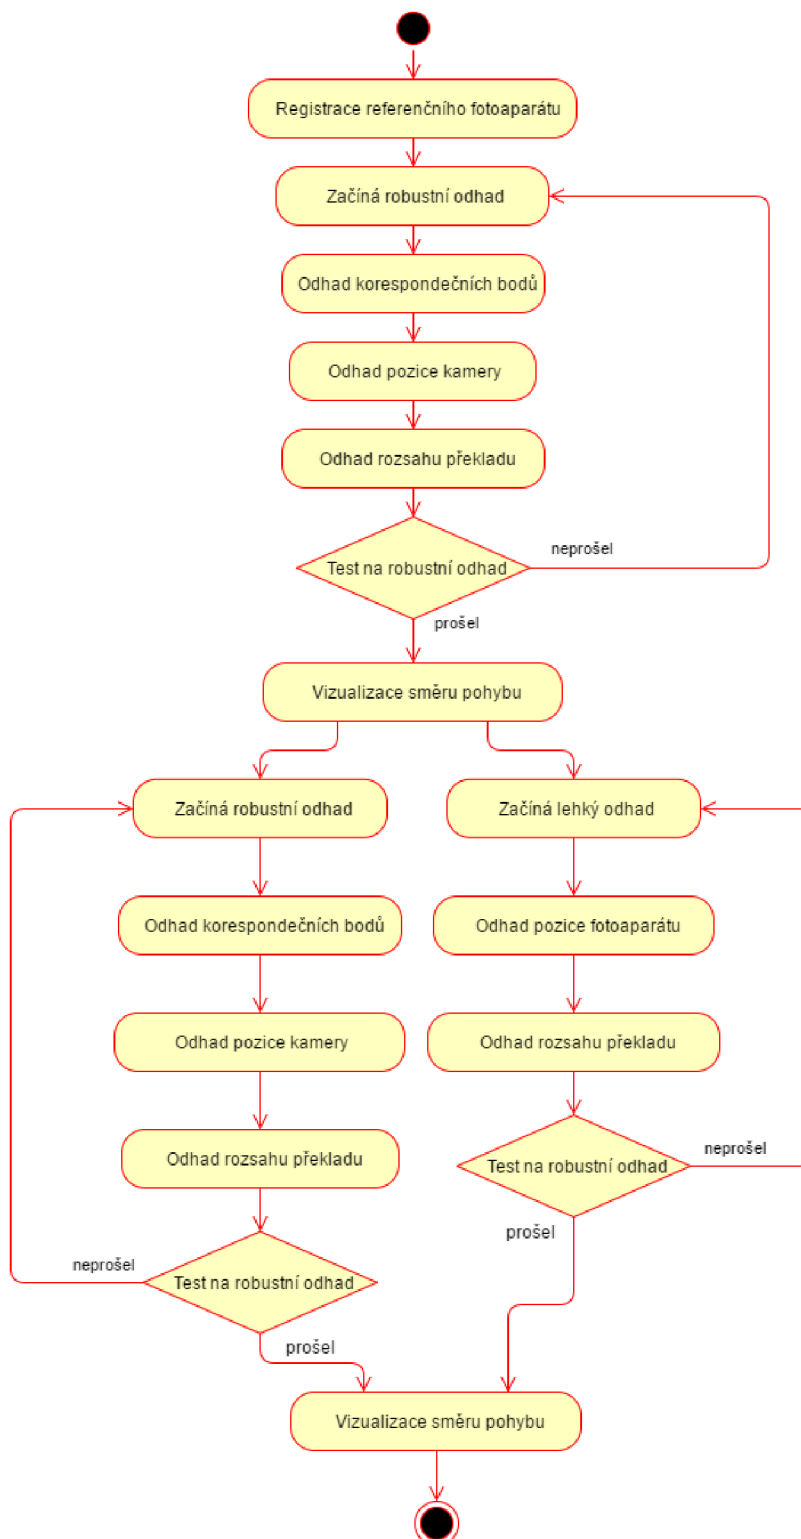 Registrace referenčního fotoaparátu
Začíná robustní odhad
Odhad korespondečních bodů
Odhad pozice kamery
Odhad rozsahu překladu
Test na robustní odhad
neprošel
prošel
Vizualizace směru pohybu
Začíná robustní odhad
Odhad korespondečních bodů
Odhad pozice kamery
Odhad rozsahu překladu
Test na robustní odhad
neprošel
prošel
Začíná lehký odhad
Odhad pozice fotoaparátu
Odhad rozsahu překladu
Test na robustní odhad
neprošel
prošel
Vizualizace směru pohybu